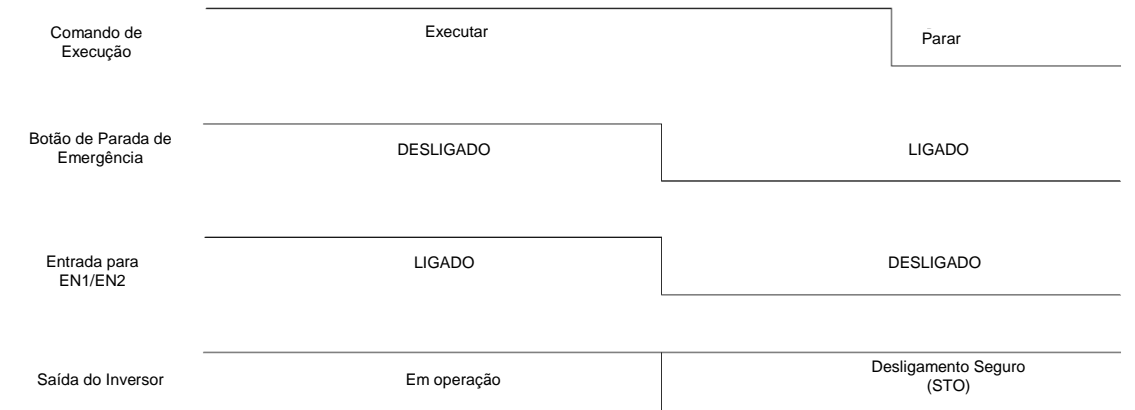 Comando de
Execução
Executar
Parar
Botão de Parada de
Emergência
DESLIGADO
LIGADO
Entrada para
EN1/EN2
LIGADO
DESLIGADO
Saída do Inversor
Em operação
Desligamento Seguro
(STO)